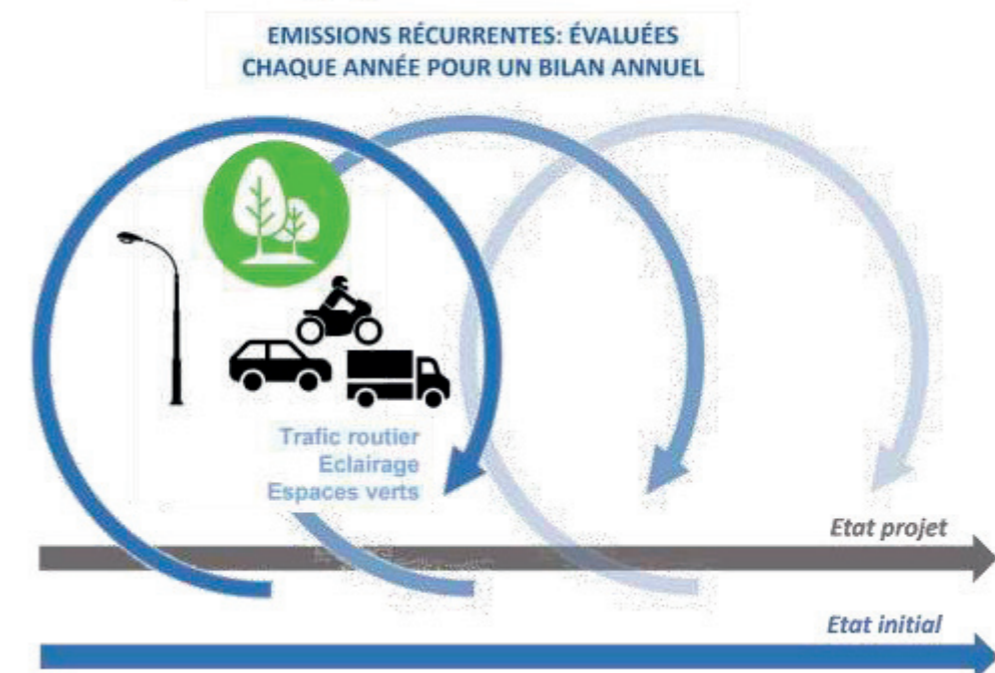 EMISSIONS RÉCURRENTES: ÉVALUÉES
CHAQUE ANNÉE POUR UN BILAN ANNUEL
Trafic routier
Eclairage
Espaces verts
Etat projet
Etat initial